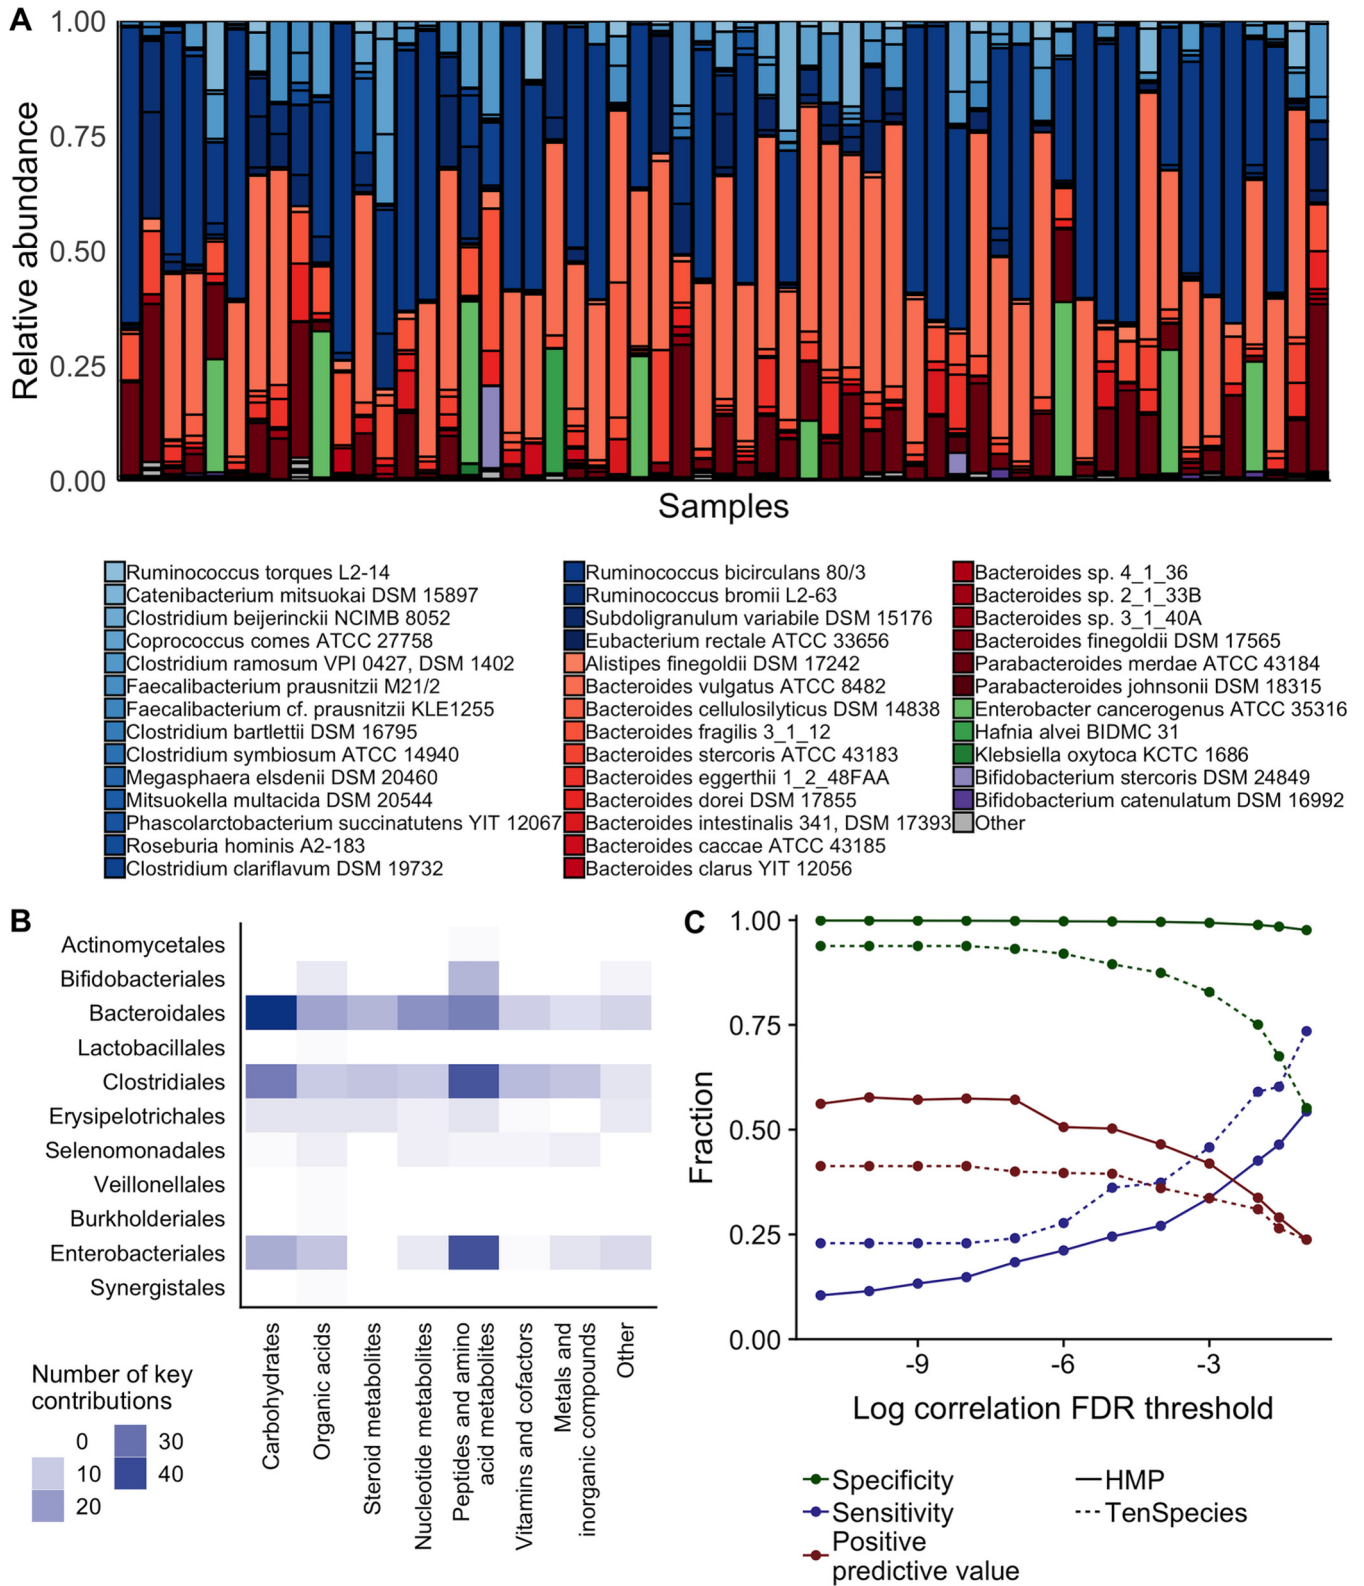 A
1.00
0.75
0.50
0.25
0.00
Relative abundance
Samples
Ruminococcus torques L2-14
Catenibacterium mitsuokai DSM 15897
Clostridium beijerinckii NCIMB 8052
Coprococcus comes ATCC 27758
Clostridium ramosum VPI 0427, DSM 1402
Faecalibacterium prausnitzii M21/2
Faecalibacterium cf. prausnitzii KLE1255
Clostridium bartlettii DSM 16795
Clostridium symbiosum ATCC 14940
Megasphaera elsdenii DSM 20460
Mitsuokella multacida DSM 20544
Phascolarctobacterium succinatutens YIT 12067
Roseburia hominis A2-183
Clostridium clariflavum DSM 19732
Ruminococcus bicirculans 80/3
Ruminococcus bromii L2-63
Subdoligranulum variabile DSM 15176
Eubacterium rectale ATCC 33656
Alistipes finegoldii DSM 17242
Bacteroides vulgatus ATCC 8482
Bacteroides cellulosilyticus DSM 14838
Bacteroides fragilis 3_1_12
Bacteroides stercoris ATCC 43183
Bacteroides eggerthii 1_2_48FAA
Bacteroides dorei DSM 17855
Bacteroides intestinalis 341, DSM 17393
Bacteroides caccae ATCC 43185
Bacteroides clarus YIT 12056
Bacteroides sp. 4_1_36
Bacteroides sp. 2_1_33B
Bacteroides sp. 3_1_40A
Bacteroides finegoldii DSM 17565
Parabacteroides merdae ATCC 43184
Parabacteroides johnsonii DSM 18315
Enterobacter cancerogenus ATCC 35316
Hafnia alvei BIDMC 31
Klebsiella oxytoca KCTC 1686
Bifidobacterium stercoris DSM 24849
Bifidobacterium catenulatum DSM 16992
Other
B
Actinomycetales
Bifidobacteriales
Bacteroidales
Lactobacillales
Clostridiales
Erysipelotrichales
Selenomonadales
Veillonellales
Burkholderiales
Enterobacteriales
Synergistales
Carbohydrates
Organic acids
Steroid metabolites
Nucleotide metabolites
Peptides and amino
acid metabolites
Vitamins and cofactors
Metals and
inorganic compounds
Other
Number of key
contributions
0
10
20
30
40
C
1.00
0.75
0.50
0.25
0.00
Fraction
-9
-6
-3
Log correlation FDR threshold
Specificity
Sensitivity
Positive
predictive value
HMP
TenSpecies